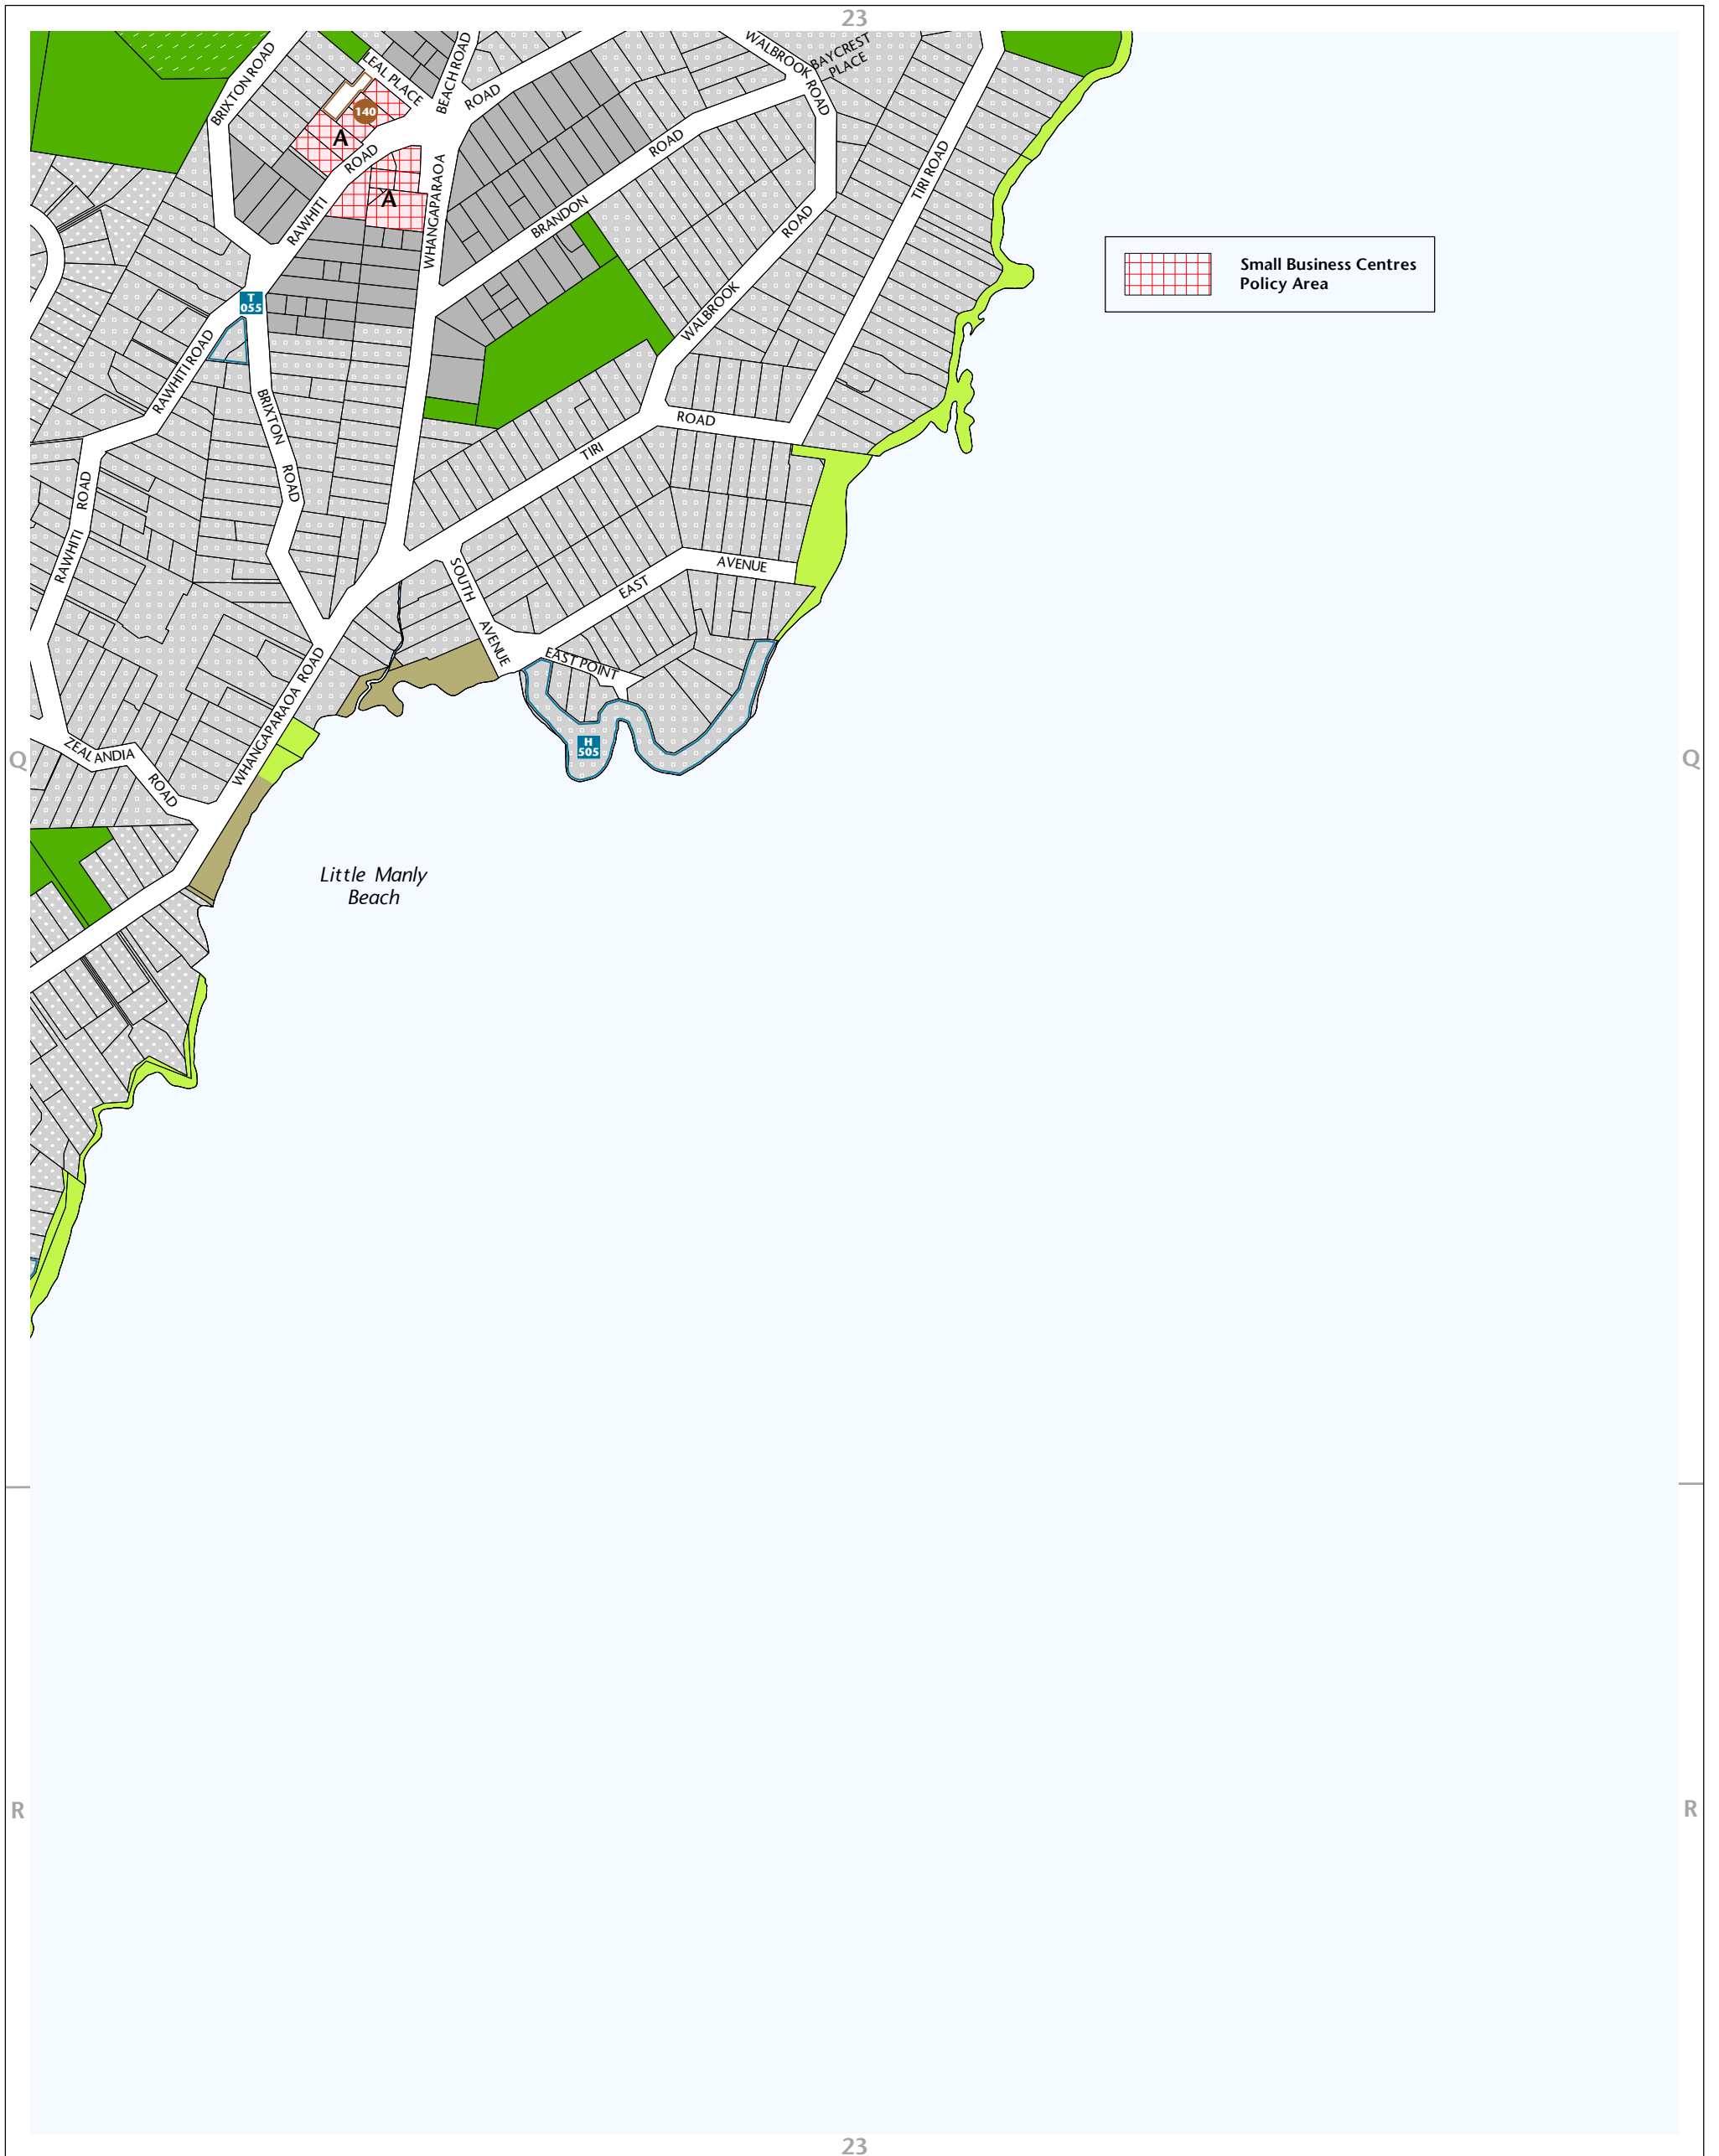 23
WALBROOK ROAD
BAYCREST
PLACE
BRIXTON ROAD
LEAL PLACE
BEACH ROAD
ROAD
140
A
ROAD
ROAD
TIRI ROAD
A
WHANGAPARAOA
RAWHITI
BRANDON
ROAD
Small Business Centres
Policy Area
T
055
WALBROOK
RAWHITI ROAD
BRIXTON
ROAD
TIRI
ROAD
ROAD
RAWHITI
SOUTH
AVENUE
EAST
AVENUE
EAST POINT
WHANGAPARAOA ROAD
H
505
ZEALANDIA
ROAD
Q
Q
Little Manly
Beach
R
R
23